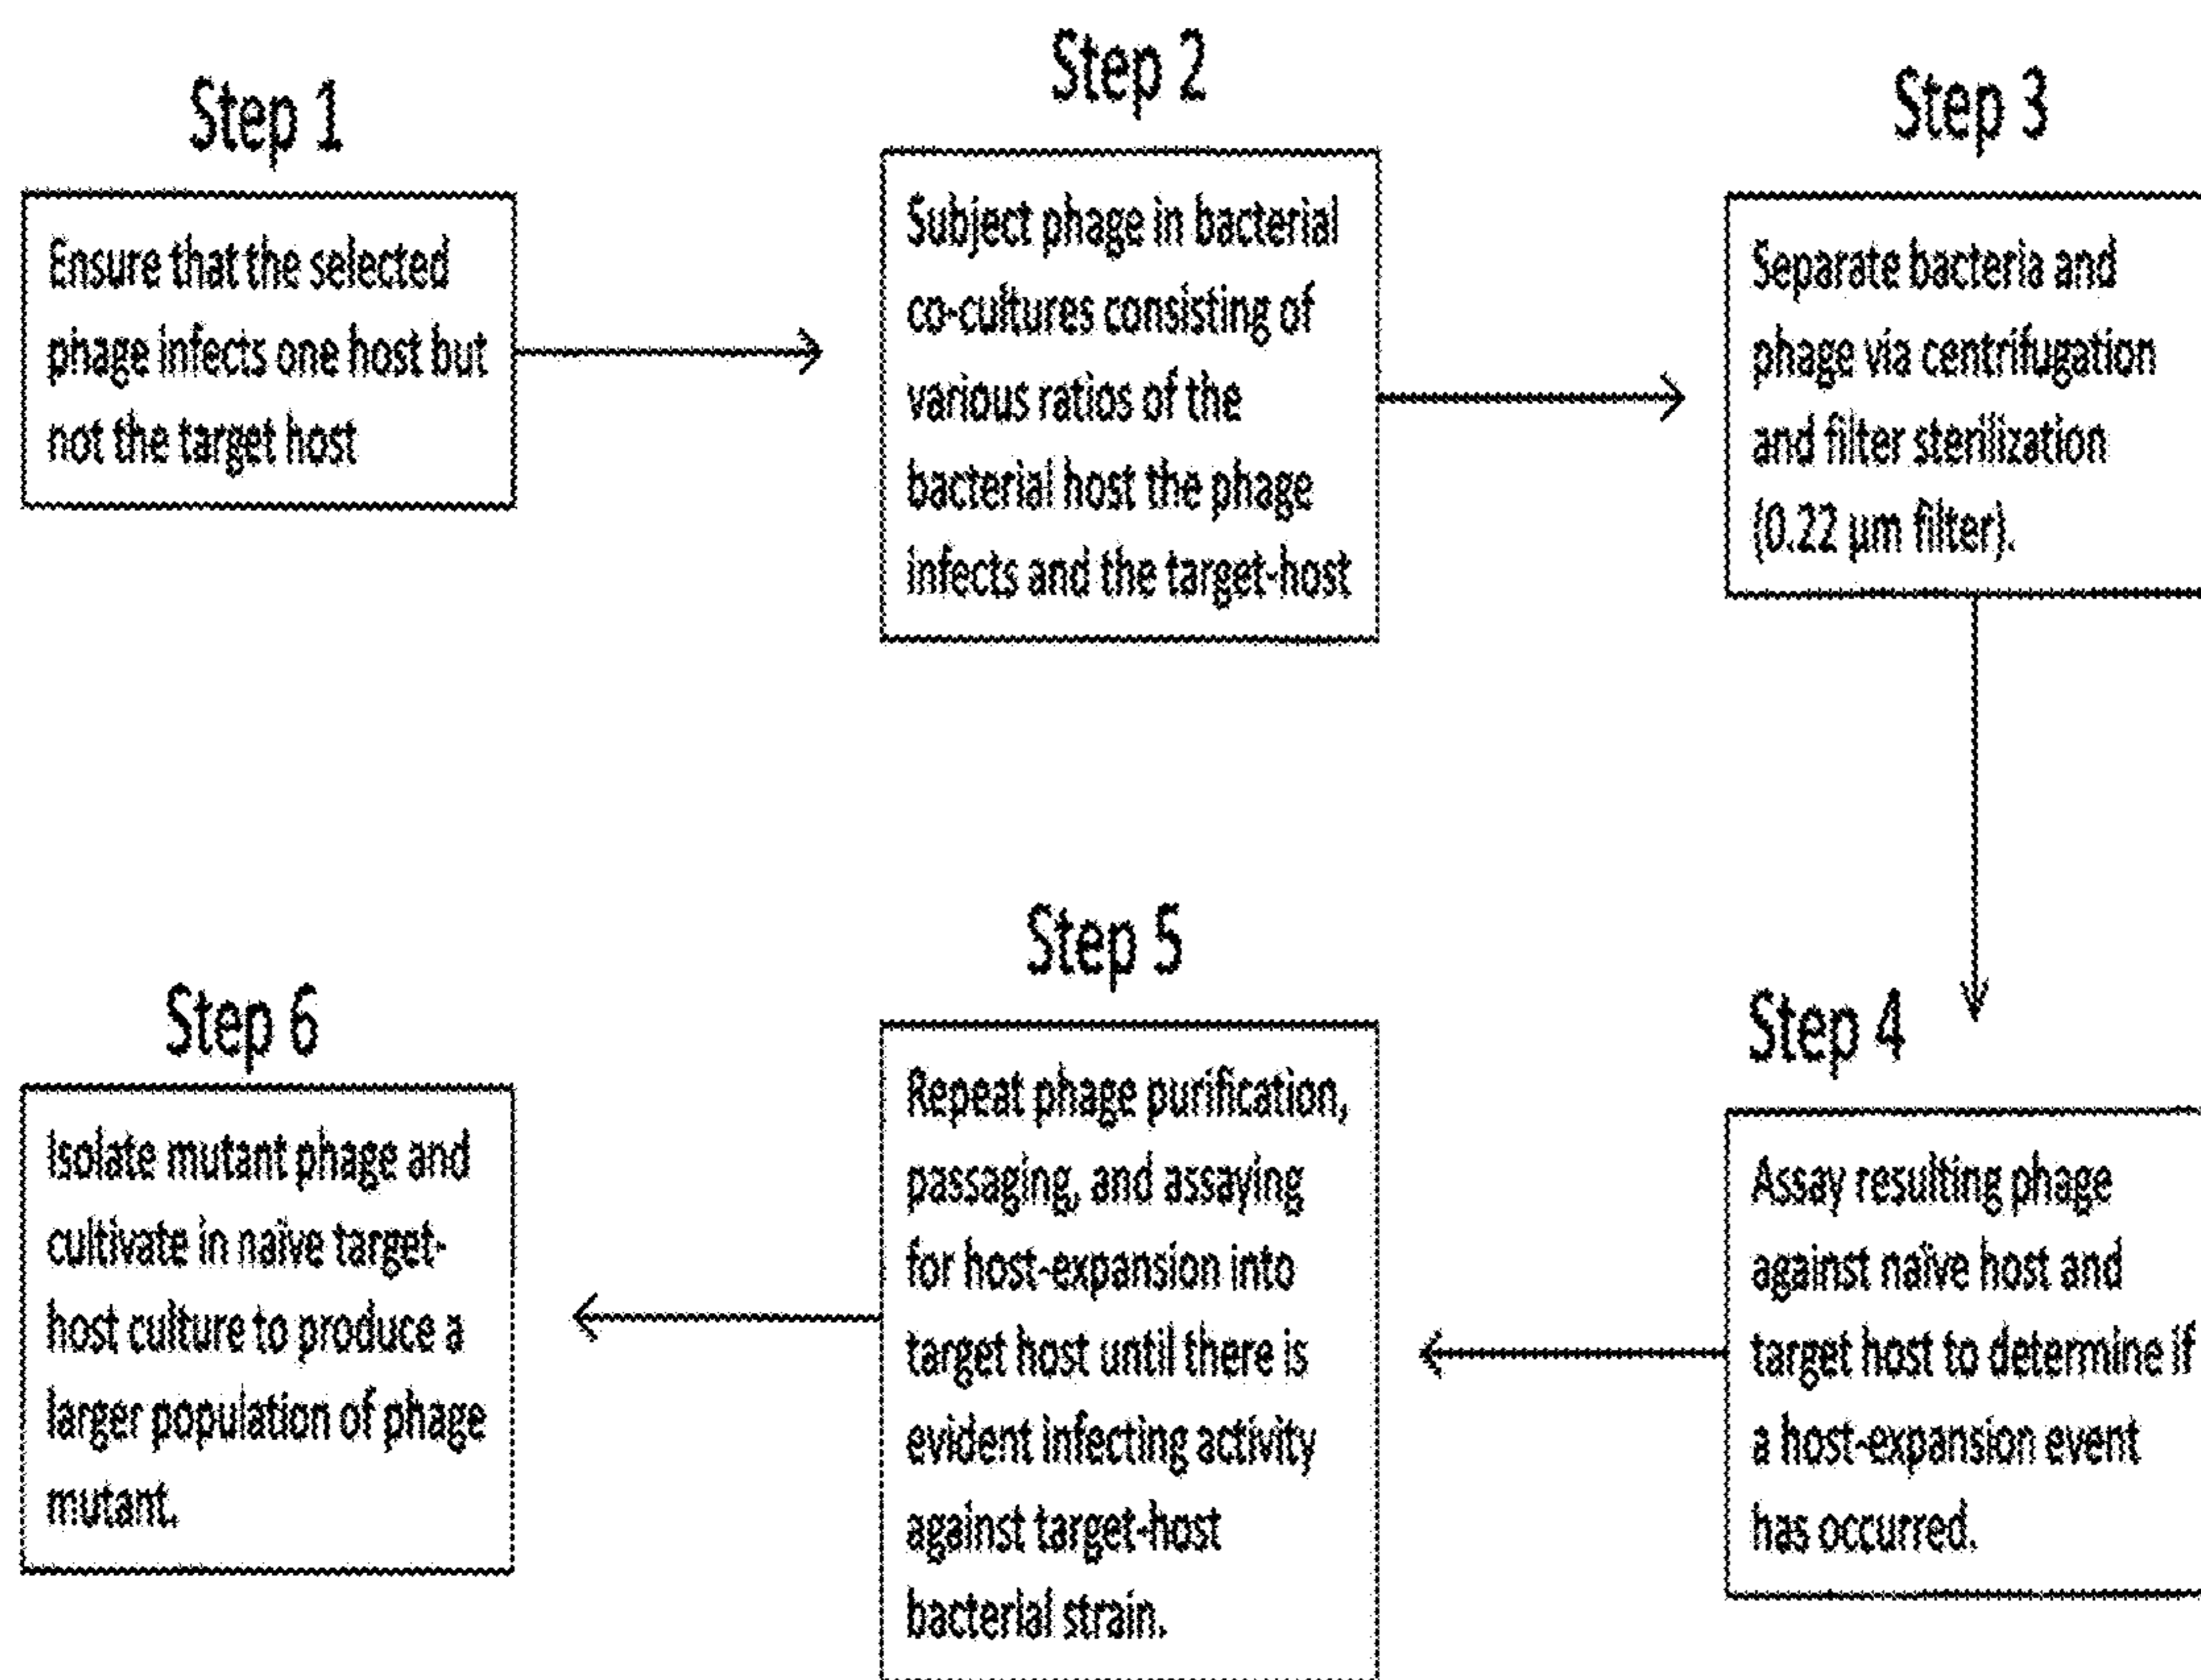 Step 1
Ensure that the selected
phage infects one host but
not the target host
Step 2
Subject phage in bacterial
co-cultures consisting of
various ratios of the
bacterial host the phage
infects and the target-host
Step 3
Separate bacteria and
phage via centrifugation
and filter sterilization
(0.22 µm filter).
Step 4
Assay resulting phage
against naïve host and
target host to determine if
a host-expansion event
has occurred.
Step 5
Repeat phage purification,
passaging, and assaying
for host-expansion into
target host until there is
evident infecting activity
against target-host
bacterial strain.
Step 6
Isolate mutant phage and
cultivate in naïve target-
host culture to produce a
larger population of phage
mutant.